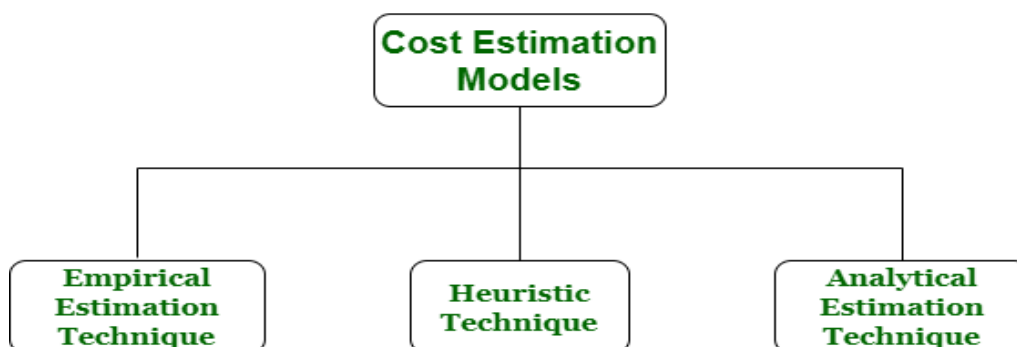 Cost Estimation
Models
Empirical
Estimation
Technique
Heuristic
Technique
Analytical
Estimation
Technique